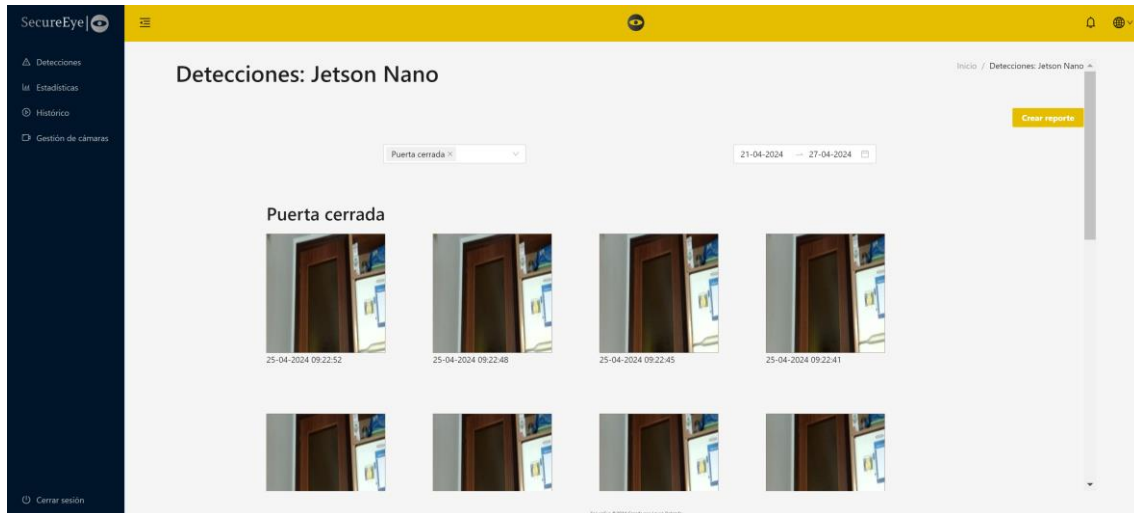 SecureEye|
Detecciones
Estadísticas
Histórico
Gestión de cámaras
Cerrar sesión
Detecciones: Jetson Nano
Inicio / Detecciones: Jetson Nano
Crear reporte
Puerta cerrada ×
21-04-2024 → 27-04-2024
Puerta cerrada
25-04-2024 09:22:52
25-04-2024 09:22:48
25-04-2024 09:22:45
25-04-2024 09:22:41